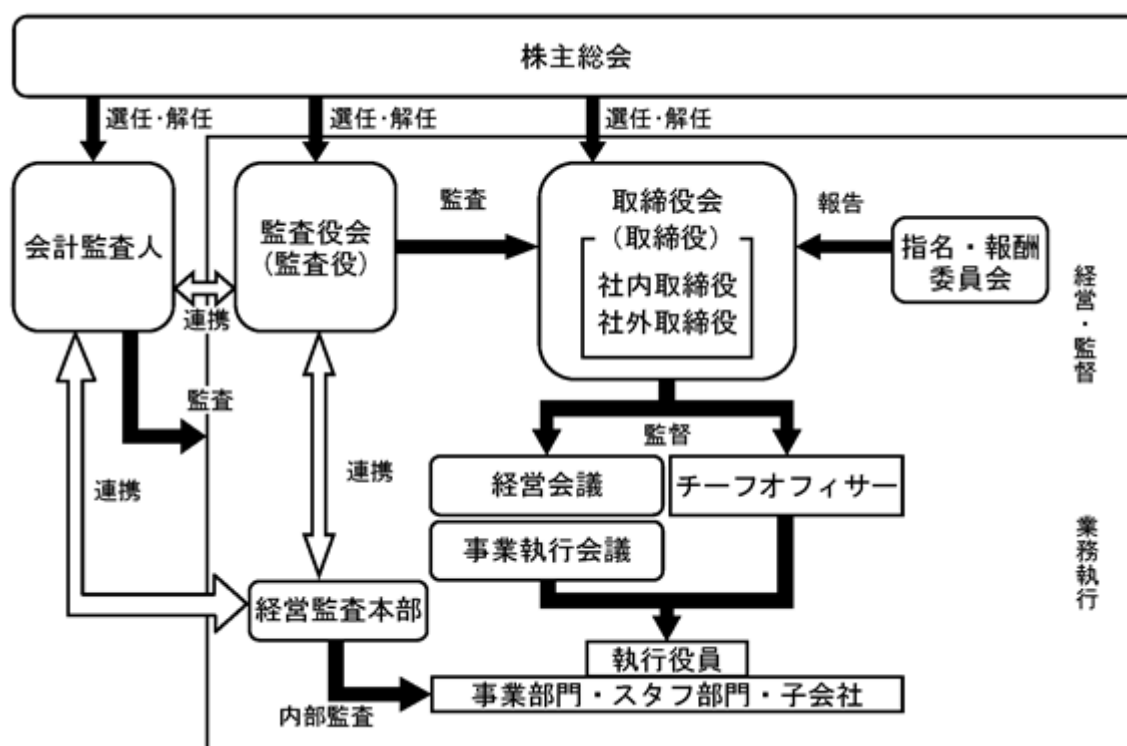 株主総会
選任・解任
選任・解任
選任・解任
会計監査人
監査役会
(監査役)
監査
取締役会
(取締役)
社内取締役
社外取締役
報告
指名・報酬
委員会
連携
監査
連携
連携
監督
経営・監督
経営会議
チーフオフィサー
事業執行会議
業務執行
経営監査本部
執行役員
事業部門・スタフ部門・子会社
内部監査